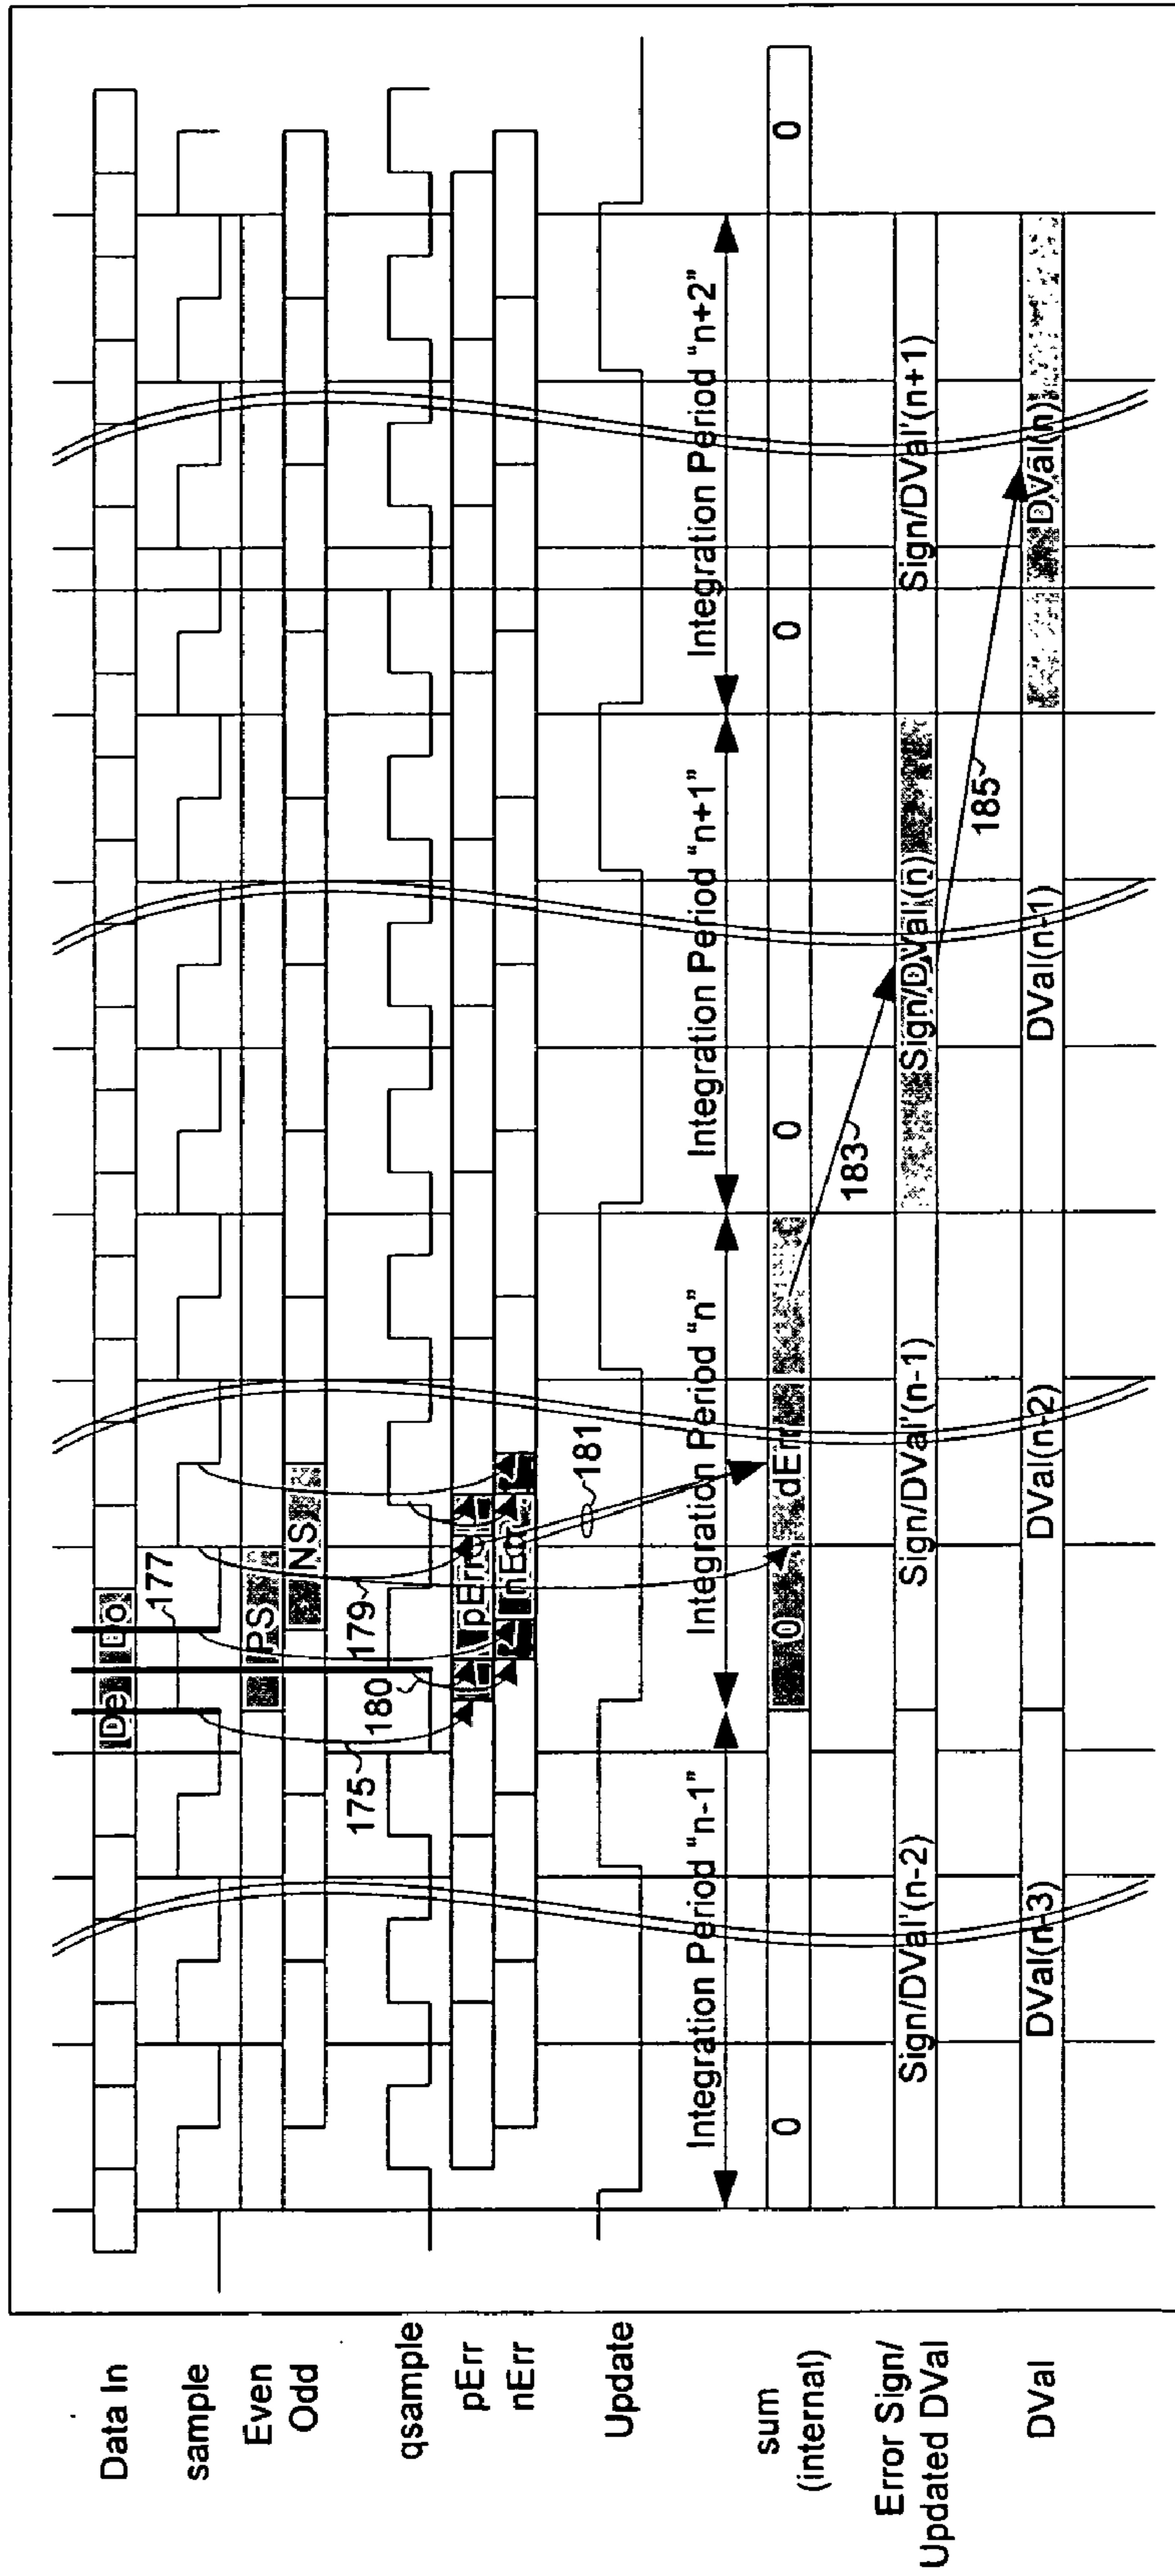 Data In
De
Do
177
sample
Even
PS
Odd
NS
179
180
175
qsample
pErr
pErr
nErr
181
Update
Integration Period “n-1”
Integration Period “n”
Integration Period “n+1”
Integration Period “n+2”
sum
(internal)
0
0
dErr
0
0
0
183
Error Sign/
Updated DVal
Sign/DVal'(n-2)
Sign/DVal'(n-1)
Sign/DVal'(n)
Sign/DVal'(n+1)
185
DVal
DVal(n-3)
DVal(n-2)
DVal(n-1)
DVal(n)